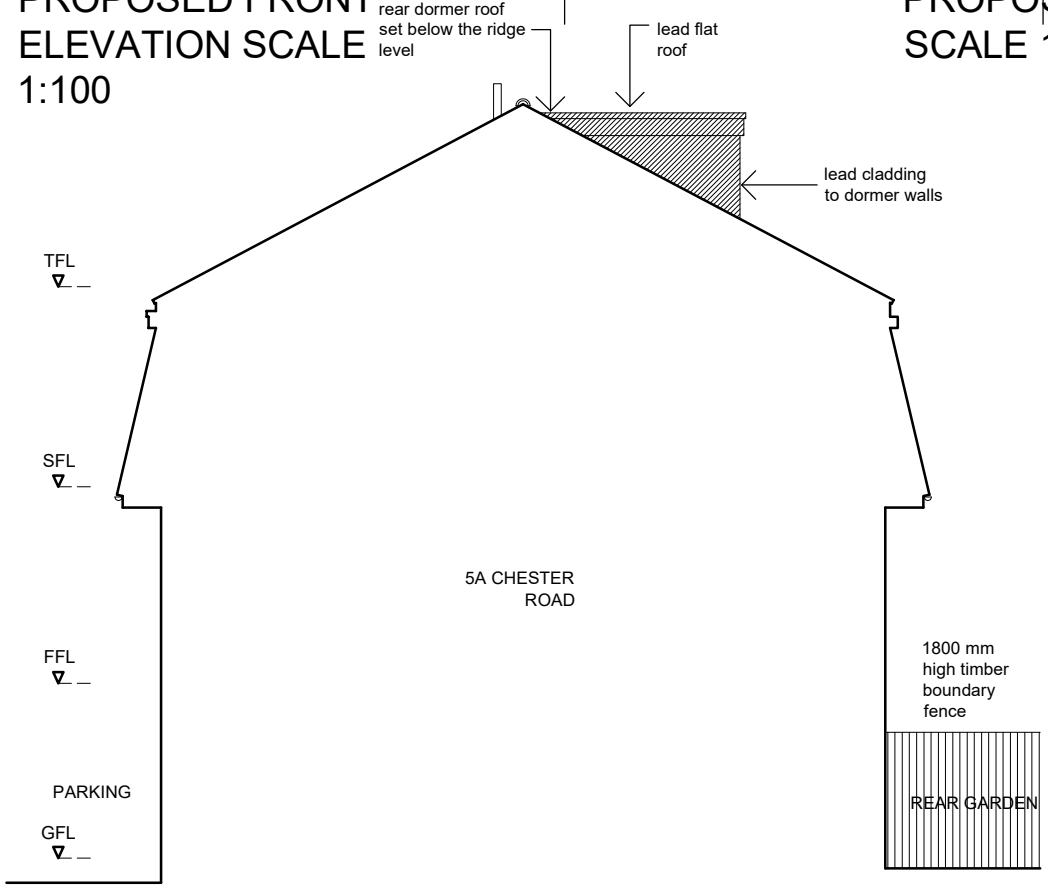 PROPOSED FRONT
ELEVATION SCALE
1:100
rear dormer roof
set below the ridge
level
lead flat
roof
SCALE
lead cladding
to dormer walls
TFL
SFL
5A CHESTER
ROAD
FFL
1800 mm
high timber
boundary
fence
PARKING
REAR GARDEN
GFL